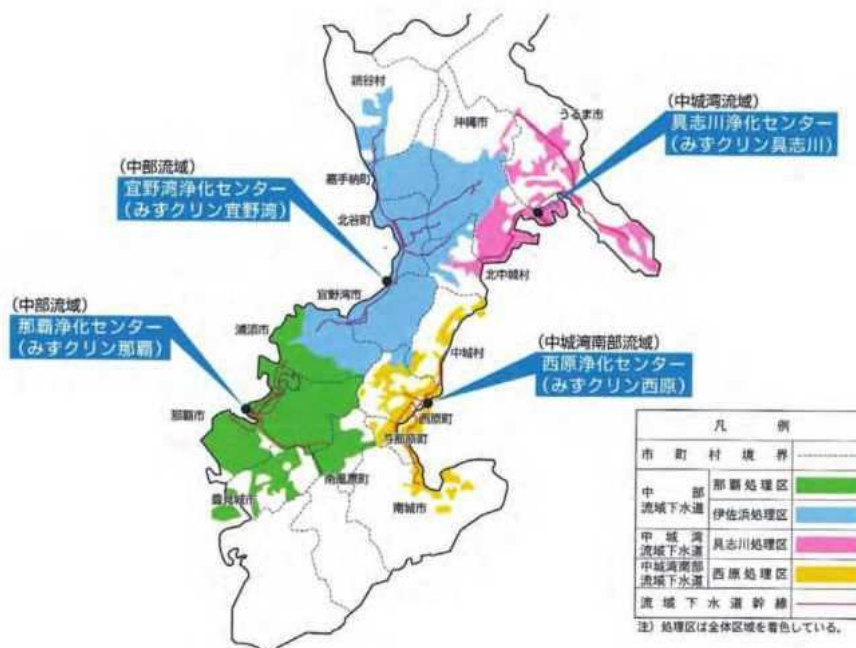 読谷村
沖縄市
うるま市
(中城湾流域)
具志川浄化センター
(みずクリン具志川)
嘉手納町
北谷町
(中部流域)
宜野湾浄化センター
(みずクリン宜野湾)
北中城村
宜野湾市
(中部流域)
那覇浄化センター
(みずクリン那覇)
浦添市
中城村
(中城湾南部流域)
西原浄化センター
(みずクリン西原)
那覇市
西原町
与那原町
南風原町
豊見城市
南城市
凡例
市町村境界
中部
流域下水道
那覇処理区
伊佐浜処理区
中城湾
流域下水道
具志川処理区
中城湾南部
流域下水道
西原処理区
流域下水道幹線
注)処理区は全体区域を着色している。